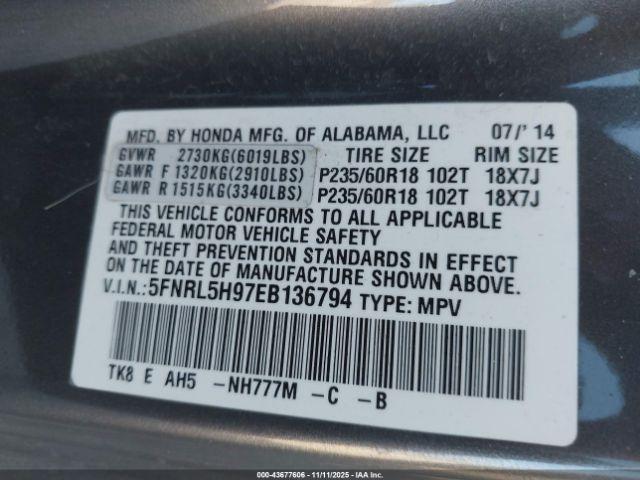 MFD. BY HONDA MFG. OF ALABAMA, LLC 07/' 14
GVWR 2730KG(6019LBS) TIRE SIZE RIM SIZE
GAWR F 1320KG(2910LBS) P235/60R18 102T 18X7J
GAWR R 1515KG(3340LBS) P235/60R18 102T 18X7J
THIS VEHICLE CONFORMS TO ALL APPLICABLE
FEDERAL MOTOR VEHICLE SAFETY
AND THEFT PREVENTION STANDARDS IN EFFECT
ON THE DATE OF MANUFACTURE SHOWN ABOVE.
V.I.N.:5FNRL5H97EB136794 TYPE: MPV
TK8 E AH5 -NH777M -C -B
000-43677606 - 11/11/2025 - IAAI.com